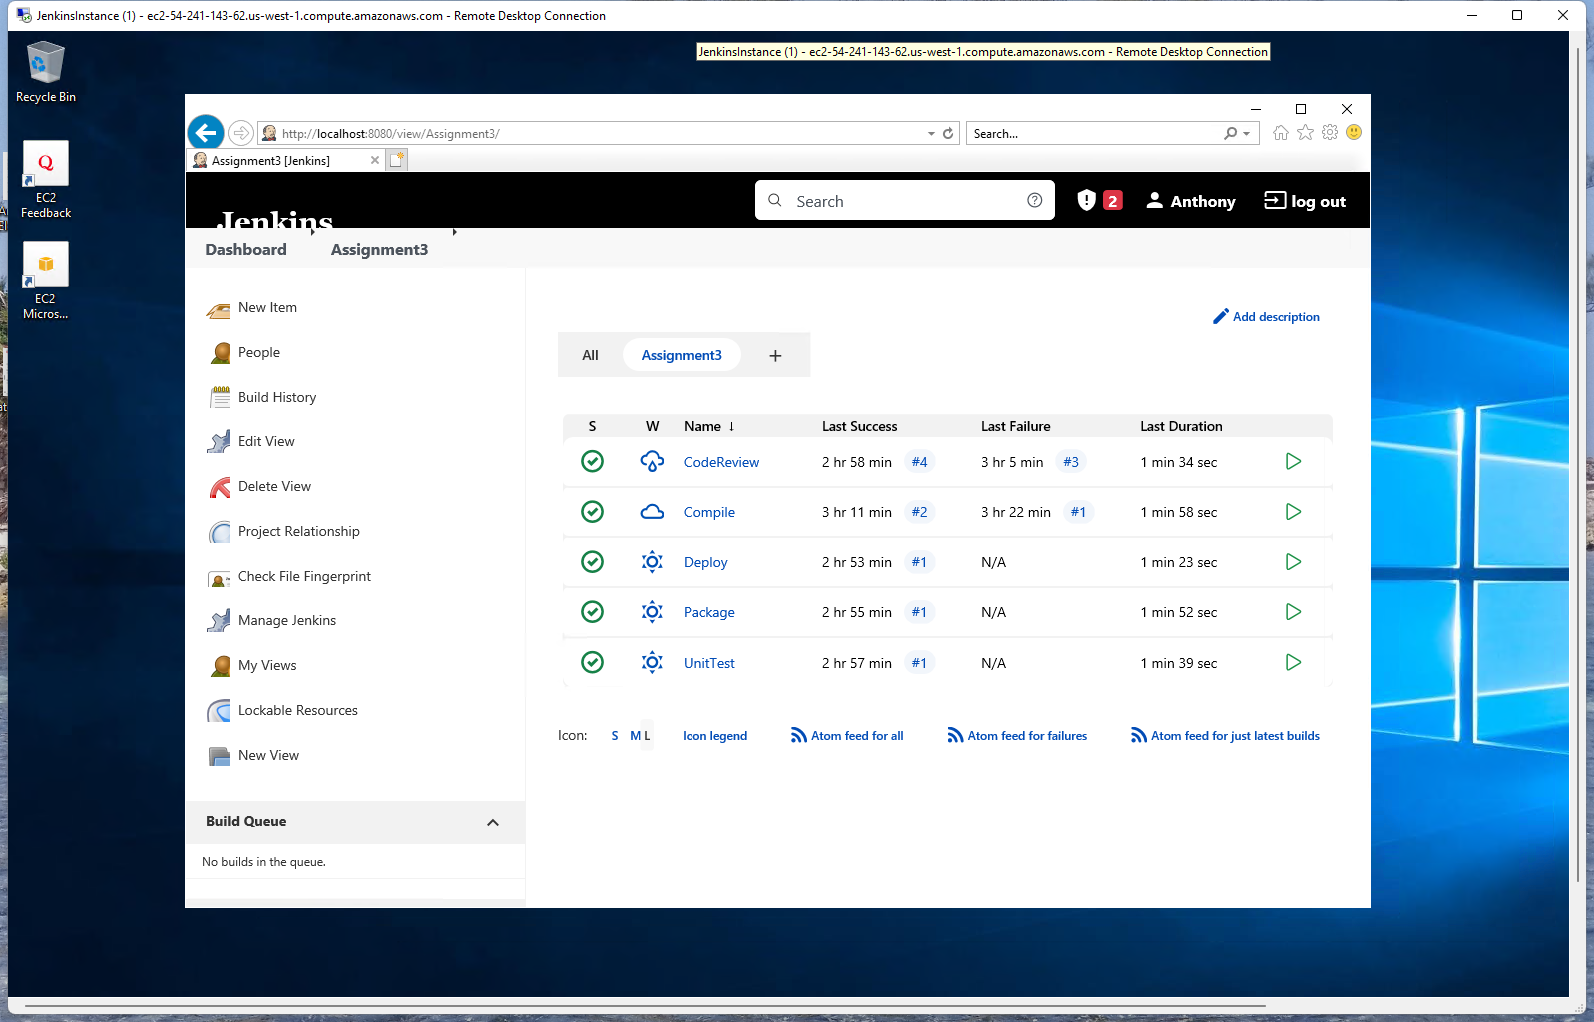 JenkinsInstance (1) - ec2-54-241-143-62.us-west-1.compute.amazonaws.com - Remote Desktop Connection
JenkinsInstance (1) - ec2-54-241-143-62.us-west-1.compute.amazonaws.com - Remote Desktop Connection
Recycle Bin
EC2
Feedback
EC2
Micros...
http://localhost:8080/view/Assignment3/
Search...
Assignment3 [Jenkins]
Jenkins
Search
2
Anthony
log out
Dashboard
Assignment3
New Item
People
Build History
Edit View
Delete View
Project Relationship
Check File Fingerprint
Manage Jenkins
My Views
Lockable Resources
New View
Build Queue
No builds in the queue.
Add description
All Assignment3 +
S W Name ↓ Last Success Last Failure Last Duration
CodeReview 2 hr 58 min #4 3 hr 5 min #3 1 min 34 sec
Compile 3 hr 11 min #2 3 hr 22 min #1 1 min 58 sec
Deploy 2 hr 53 min #1 N/A 1 min 23 sec
Package 2 hr 55 min #1 N/A 1 min 52 sec
UnitTest 2 hr 57 min #1 N/A 1 min 39 sec
Icon: S M L Icon legend Atom feed for all Atom feed for failures Atom feed for just latest builds